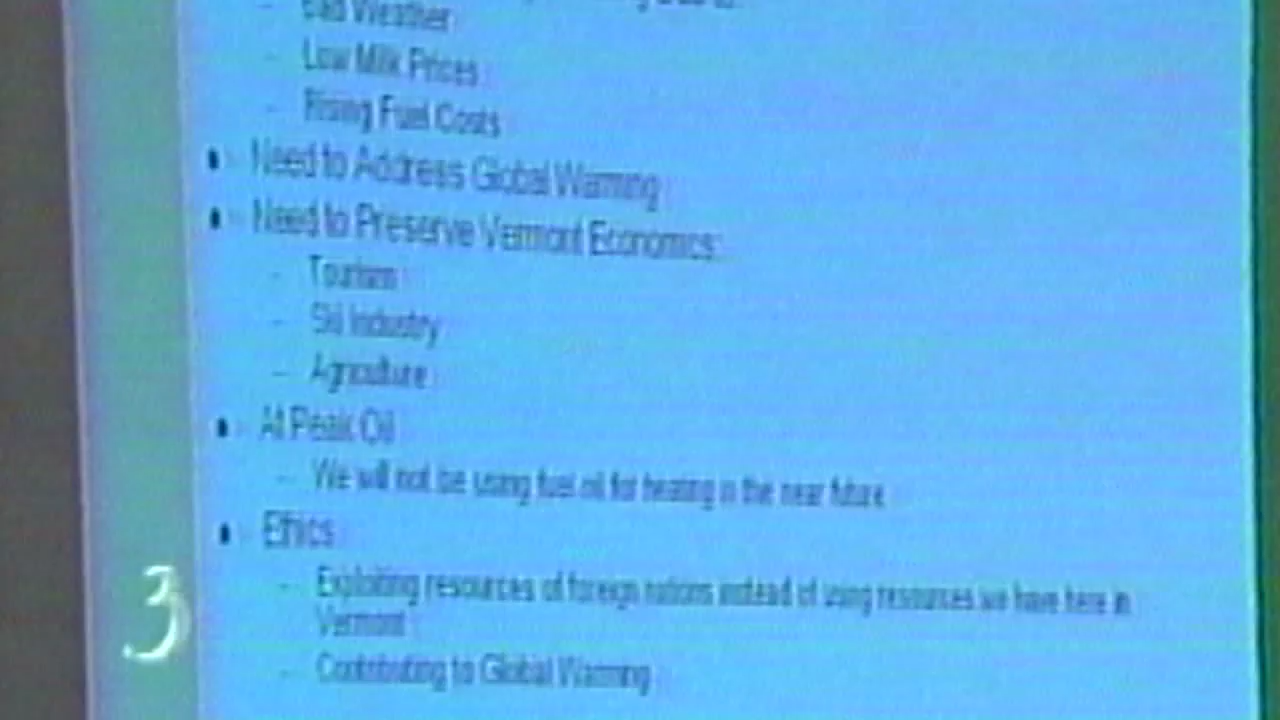 Bad Weather
Low Milk Prices
Rising Fuel Costs
Need to Address Global Warming
Need to Preserve Vermont Economics:
Tourism
Ski Industry
Agriculture
At Peak Oil
We will not be using fuel oil for heating in the near future
Ethics
Exploiting resources of foreign nations instead of using resources we have here in
Vermont
Contributing to Global Warming
3